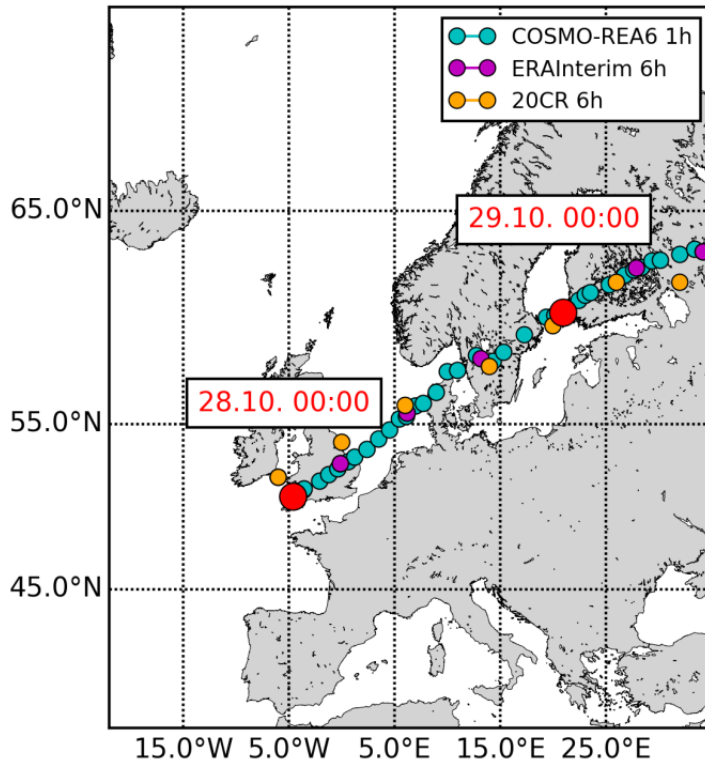 COSMO-REA6 1h
ERAInterim 6h
20CR 6h
65.0°N
29.10. 00:00
28.10. 00:00
55.0°N
45.0°N
15.0°W 5.0°W 5.0°E 15.0°E 25.0°E